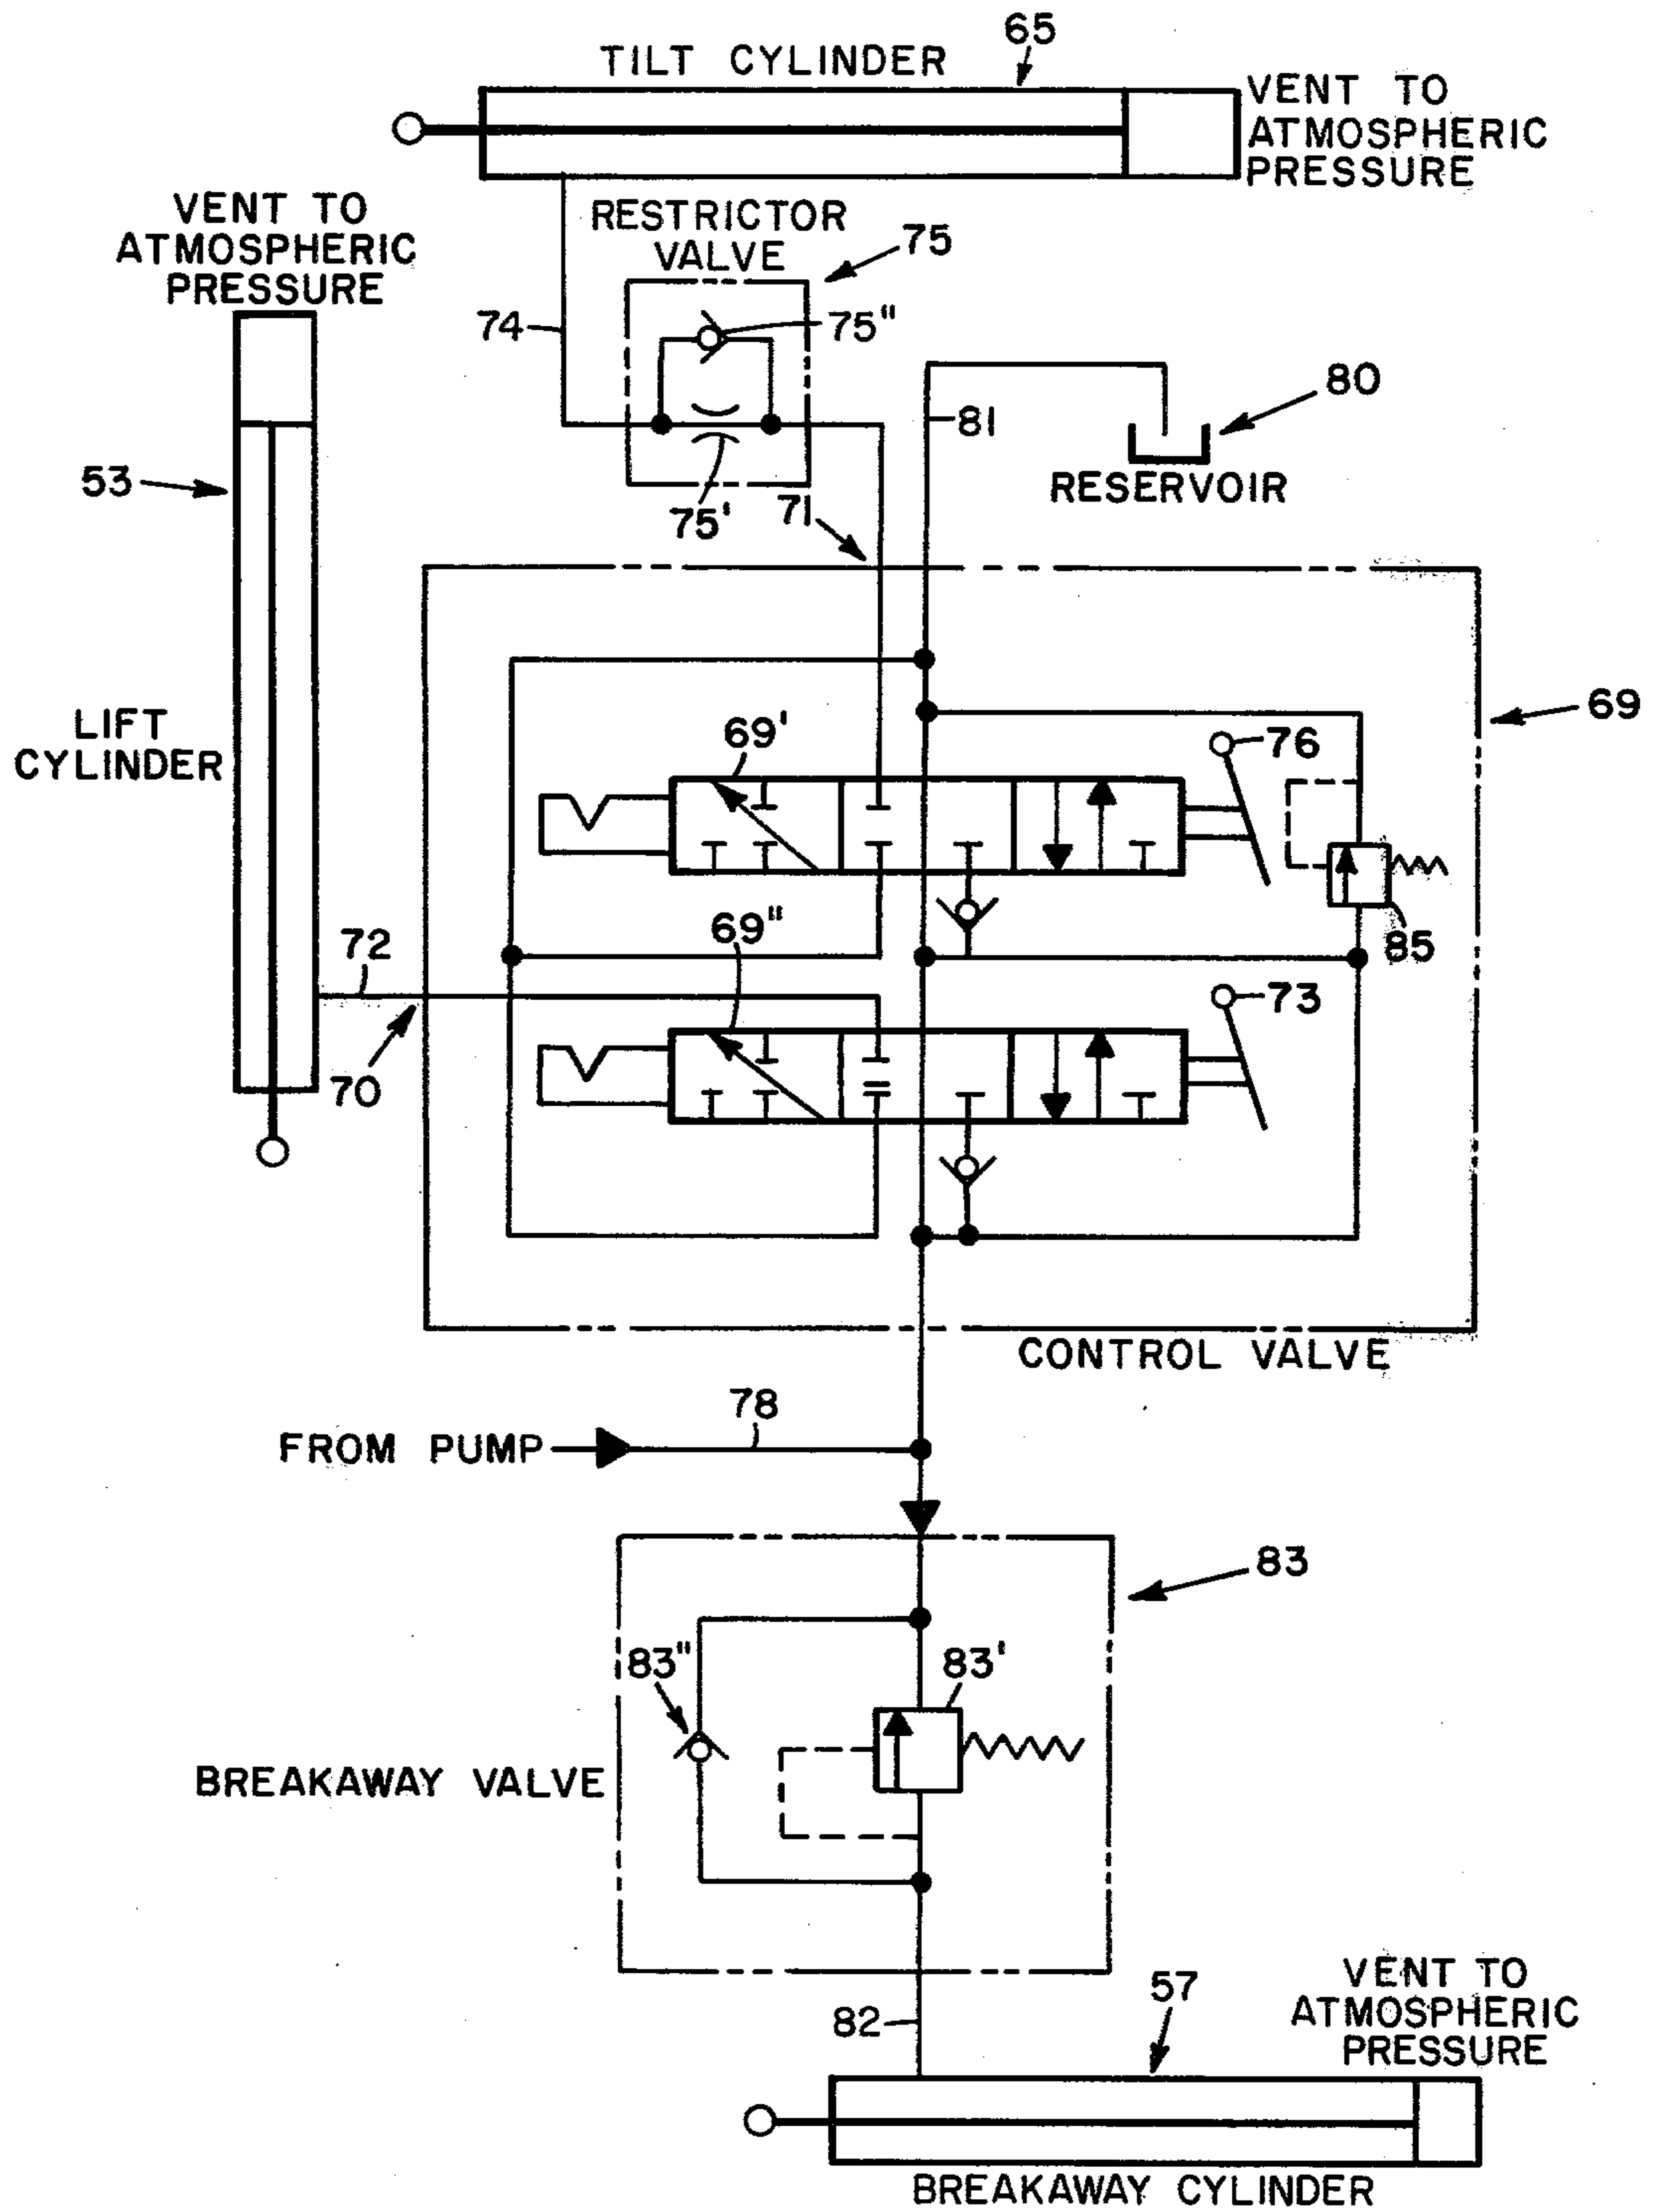 65
TILT CYLINDER
VENT TO
ATMOSPHERIC
PRESSURE
VENT TO
ATMOSPHERIC
PRESSURE
RESTRICTOR
VALVE
75
74
75"
80
81
53
RESERVOIR
75'
71
69
LIFT
CYLINDER
69'
76
69"
72
85
73
70
CONTROL VALVE
78
FROM PUMP
83
83"
83'
BREAKAWAY VALVE
57
VENT TO
ATMOSPHERIC
PRESSURE
82
BREAKAWAY CYLINDER